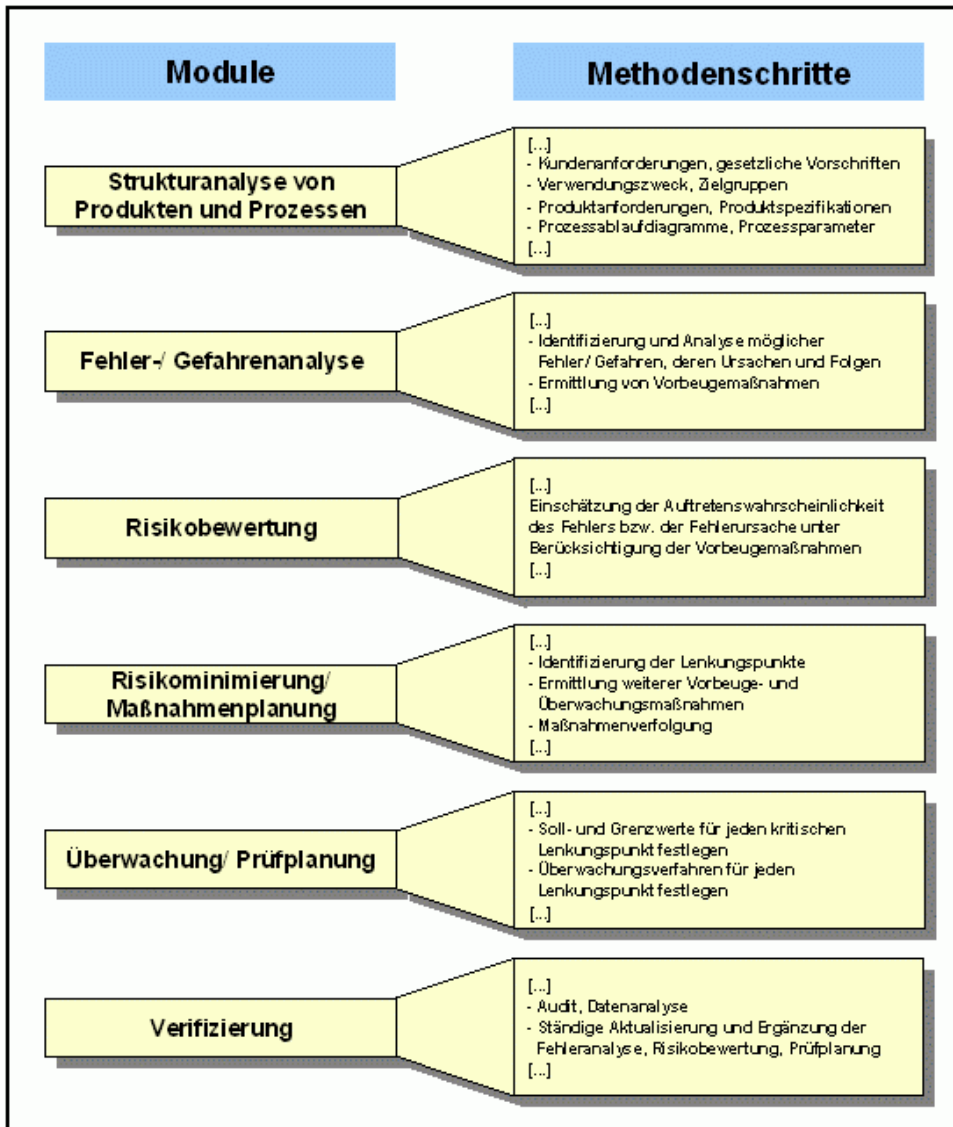 Module
Methodenschritte
Strukturanalyse von
Produkten und Prozessen
[...]
- Kundenanforderungen, gesetzliche Vorschriften
- Verwendungszweck, Zielgruppen
- Produktanforderungen, Produktspezifikationen
- Prozessablaufdiagramme, Prozessparameter
[...]
Fehler-/ Gefahrenanalyse
[...]
- Identifizierung und Analyse möglicher
Fehler/ Gefahren, deren Ursachen und Folgen
- Ermittlung von Vorbeugemaßnahmen
[...]
Risikobewertung
[...]
Einschätzung der Auftretenswahrscheinlichkeit
des Fehlers bzw. der Fehlerursache unter
Berücksichtigung der Vorbeugemaßnahmen
[...]
Risikominimierung/
Maßnahmenplanung
[...]
- Identifizierung der Lenkungspunkte
- Ermittlung weiterer Vorbeuge- und
Überwachungsmaßnahmen
- Maßnahmenverfolgung
[...]
Überwachung/ Prüfplanung
[...]
- Soll- und Grenzwerte für jeden kritischen
Lenkungspunkt festlegen
- Überwachungsverfahren für jeden
Lenkungspunkt festlegen
[...]
Verifizierung
[...]
- Audit, Datenanalyse
- Ständige Aktualisierung und Ergänzung der
Fehleranalyse, Risikobewertung, Prüfplanung
[...]